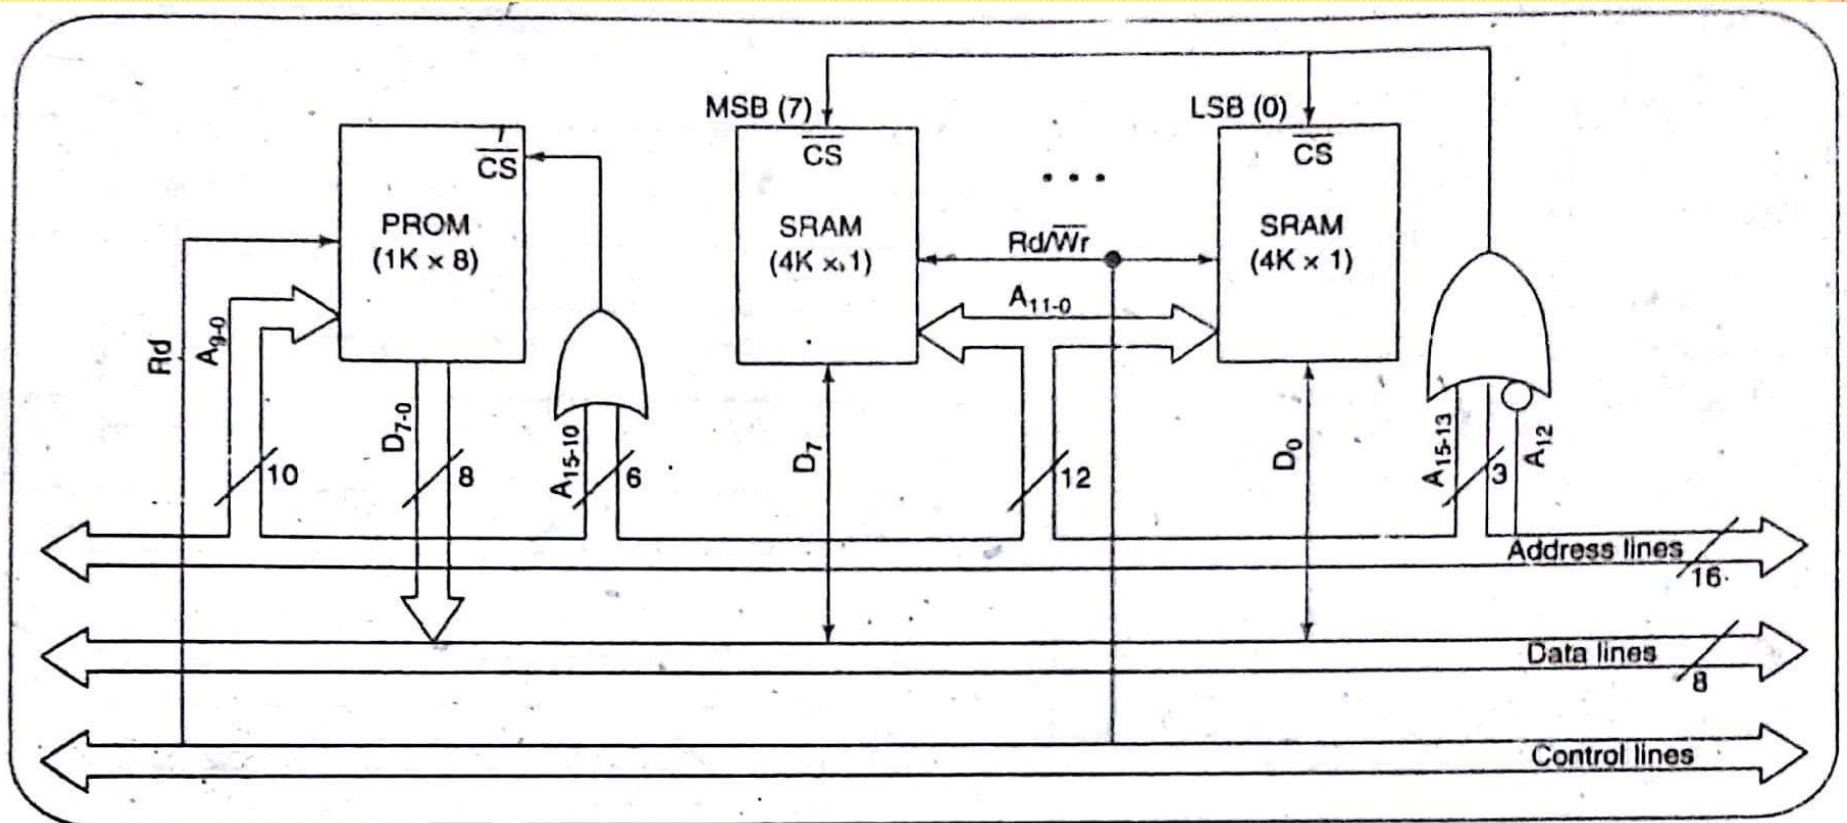 MSB (7)
LSB (0)
CS
CS
CS
PROM
(1K × 8)
SRAM
(4K × 1)
. . .
SRAM
(4K × 1)
Rd/Wr
A11-0
Rd
A9-0
D7-0
A15-10
D7
D0
A15-13
A12
10
8
6
12
3
Address lines
16
Data lines
8
Control lines